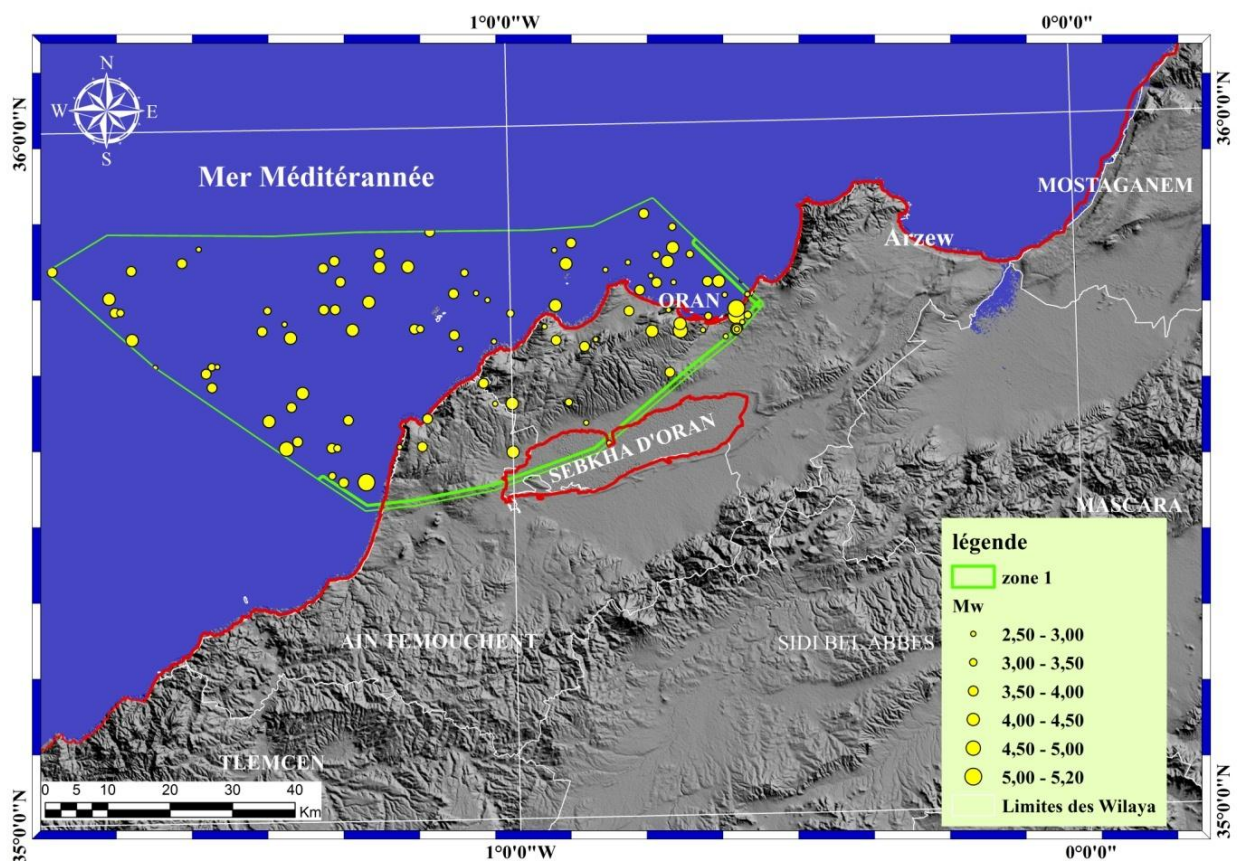 1°0'0"W
0°0'0"
36°0'0"N
36°0'0"N
N
W
E
S
Mer Méditérannée
MOSTAGANEM
Arzew
ORAN
SEBKHA D'ORAN
MASCARA
AIN TEMOUCHENT
SIDI BEL ABBES
TLEMCEN
légende
zone 1
Mw
2,50 - 3,00
3,00 - 3,50
3,50 - 4,00
4,00 - 4,50
4,50 - 5,00
5,00 - 5,20
Limites des Wilaya
0 5 10 20 30 40
Km
35°0'0"N
35°0'0"N
1°0'0"W
0°0'0"